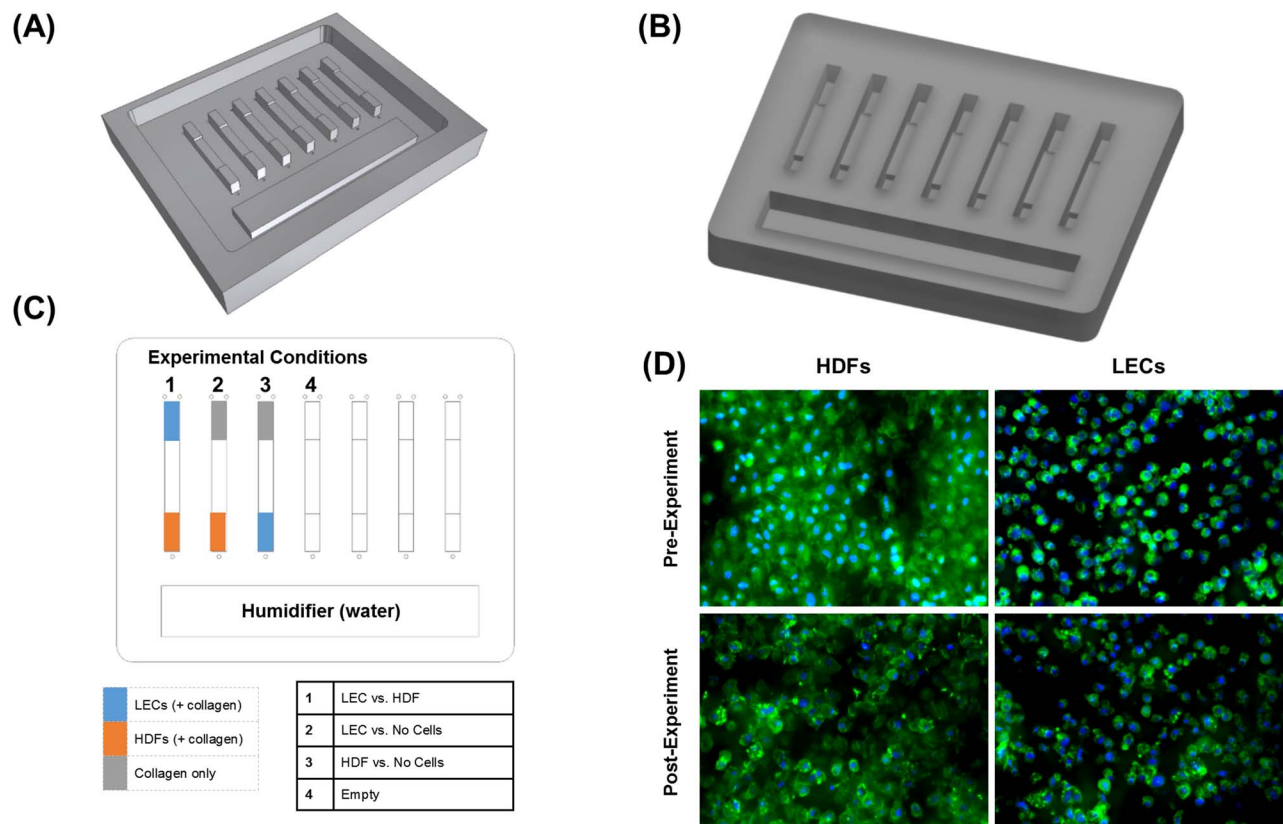 (A)
(B)
(C)
Experimental Conditions
1 2 3 4
Humidifier (water)
LECs (+ collagen)
HDFs (+ collagen)
Collagen only
1 LEC vs. HDF
2 LEC vs. No Cells
3 HDF vs. No Cells
4 Empty
(D)
HDFs LECs
Pre-Experiment
Post-Experiment